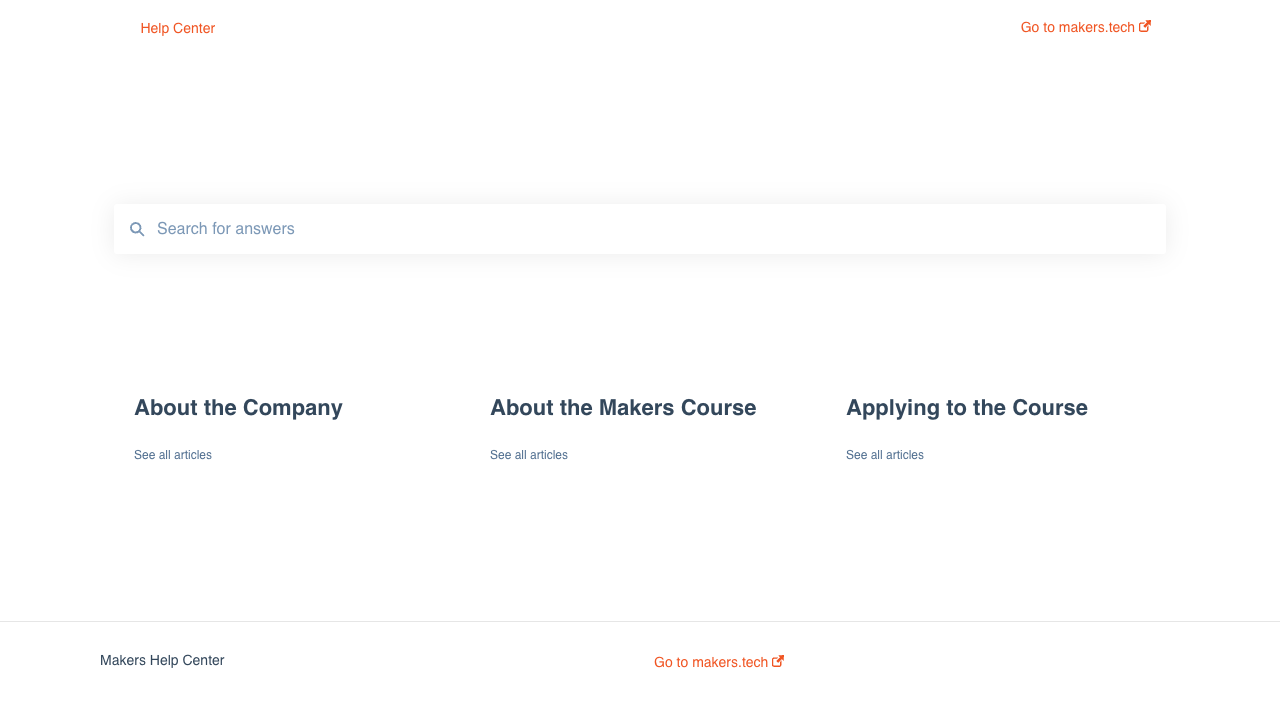 Help Center
Go to makers.tech
Search for answers
About the Company
See all articles
About the Makers Course
See all articles
Applying to the Course
See all articles
Makers Help Center
Go to makers.tech